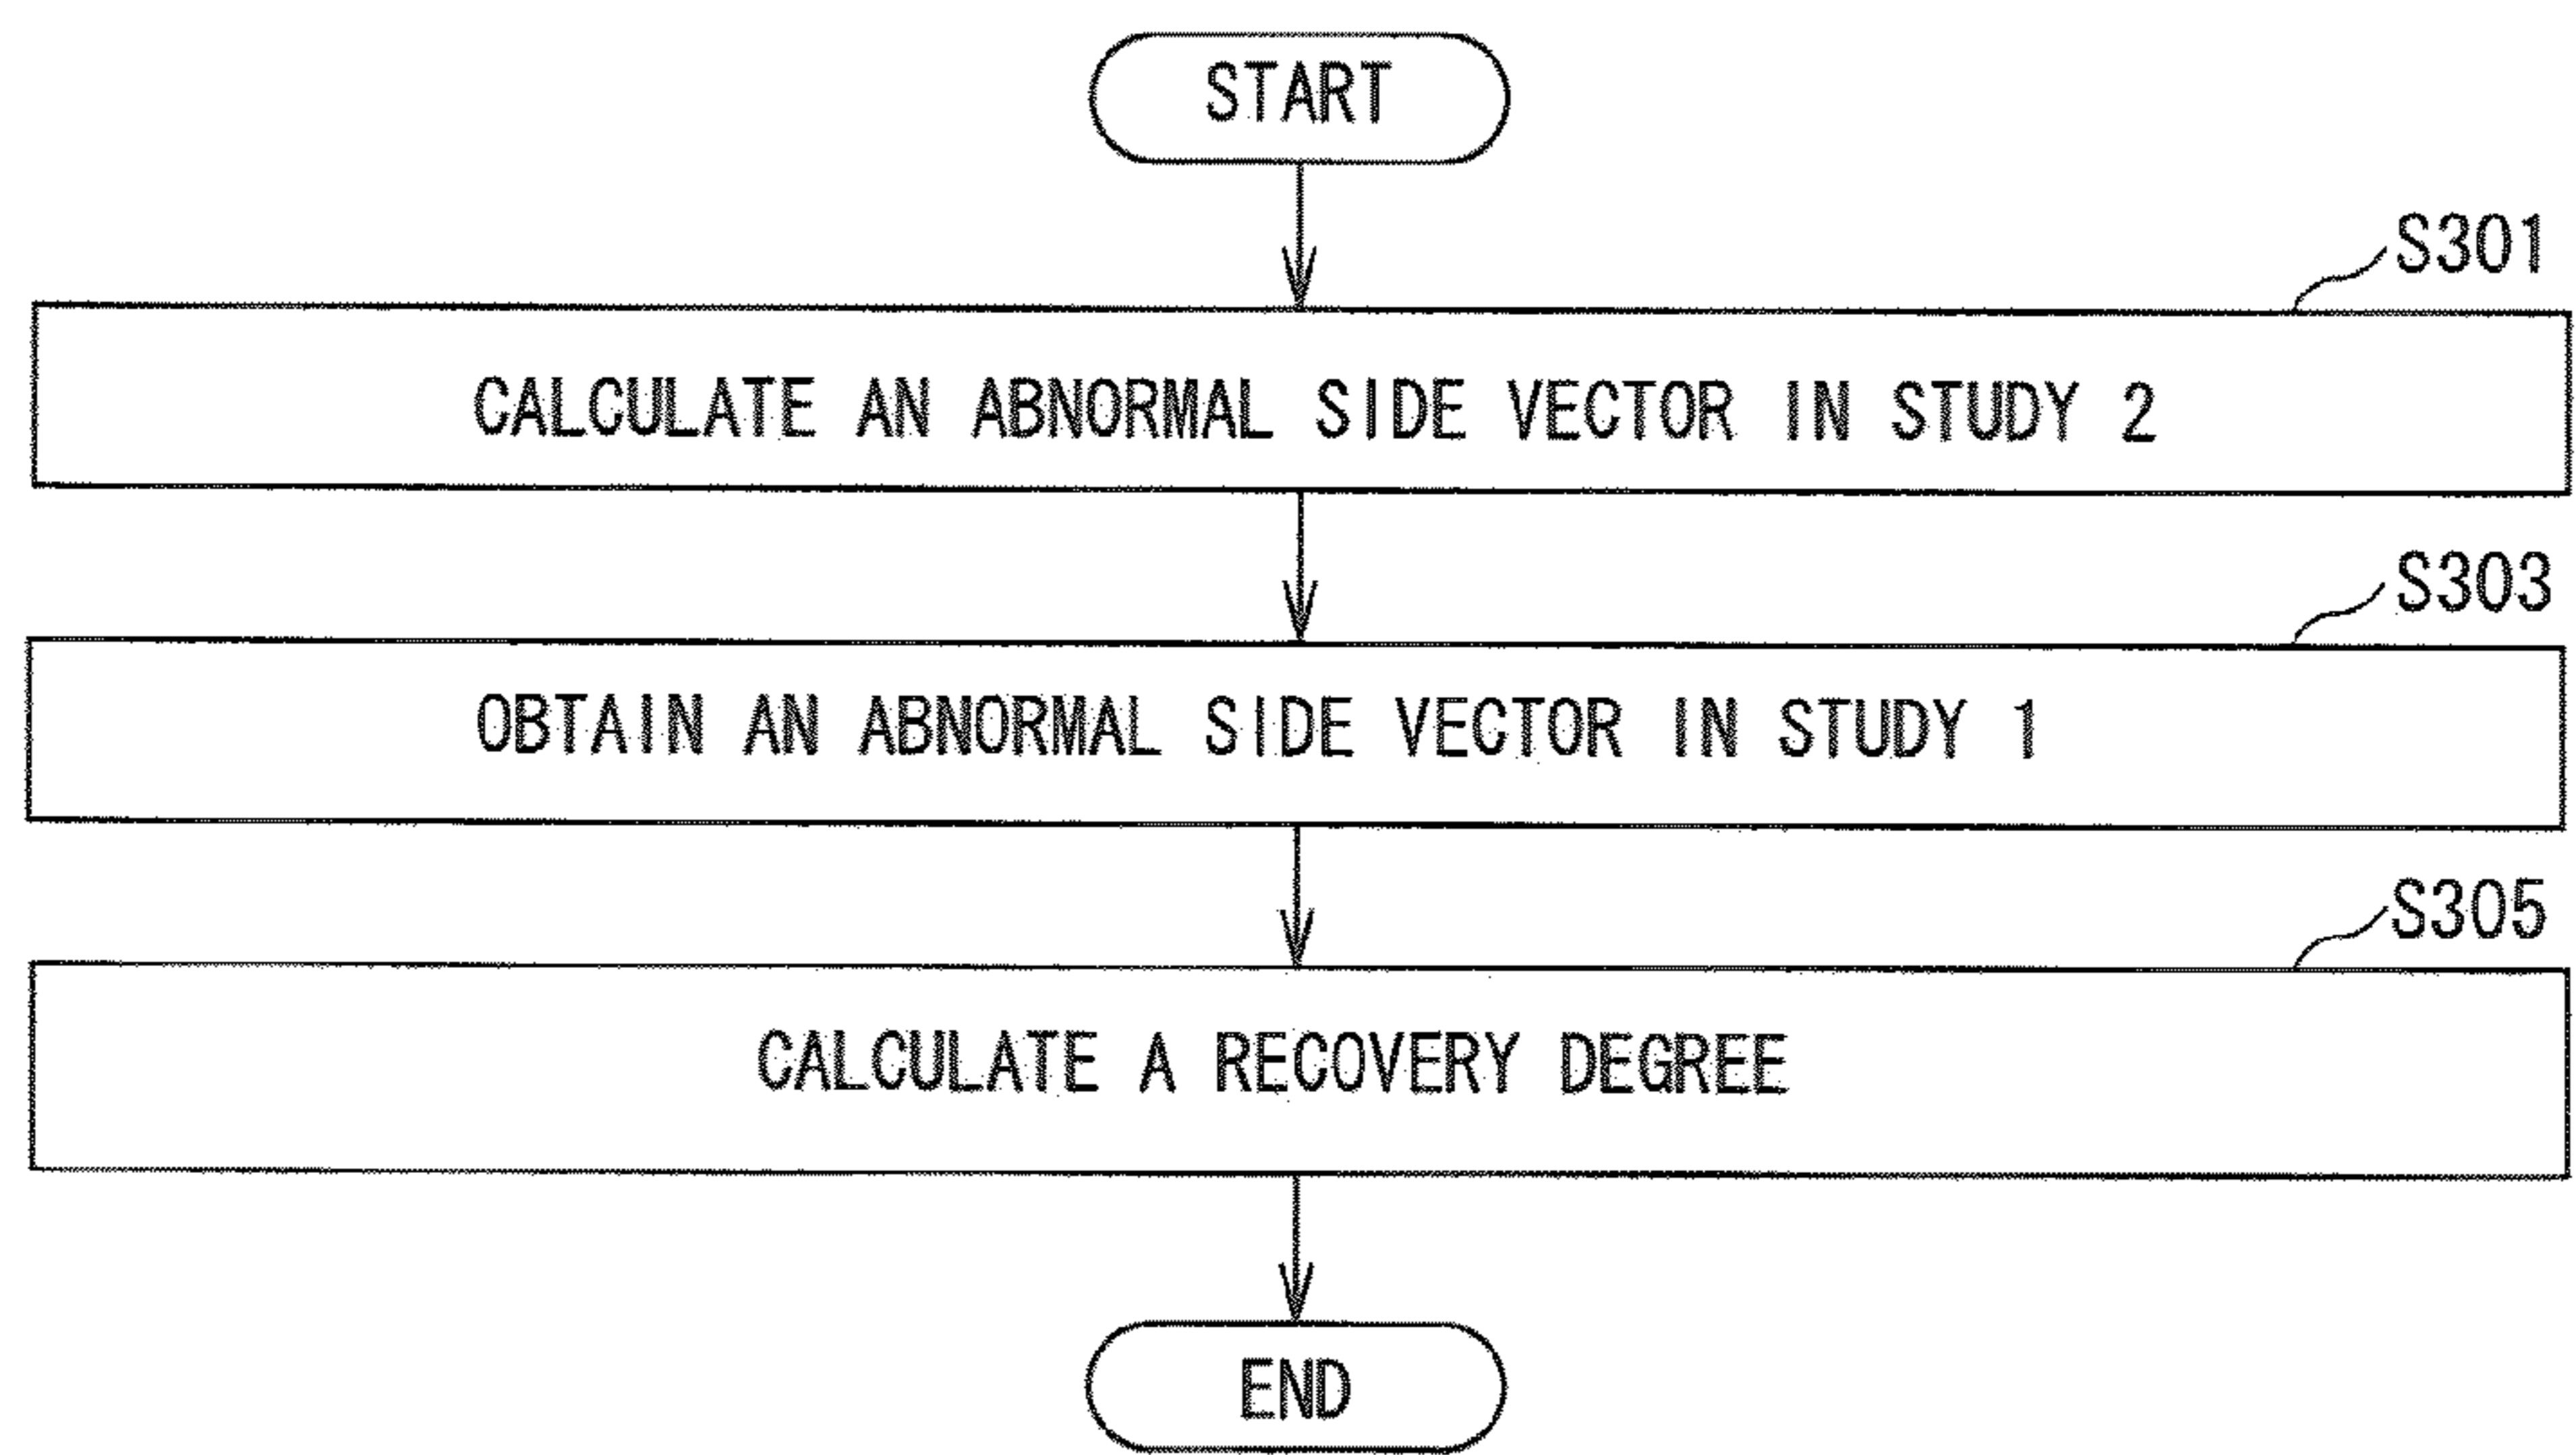 START
S301
CALCULATE AN ABNORMAL SIDE VECTOR IN STUDY 2
S303
OBTAIN AN ABNORMAL SIDE VECTOR IN STUDY 1
S305
CALCULATE A RECOVERY DEGREE
END